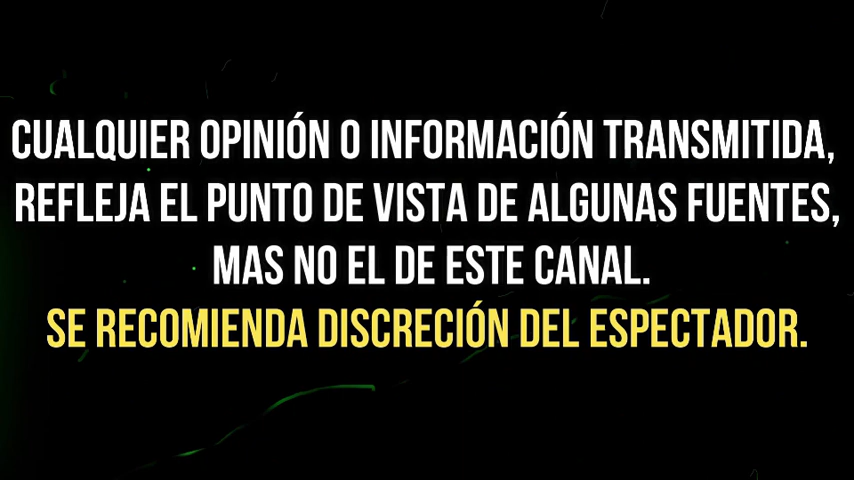 CUALQUIER OPINIÓN O INFORMACIÓN TRANSMITIDA,
REFLEJA EL PUNTO DE VISTA DE ALGUNAS FUENTES,
MAS NO EL DE ESTE CANAL.
SE RECOMIENDA DISCRECIÓN DEL ESPECTADOR.